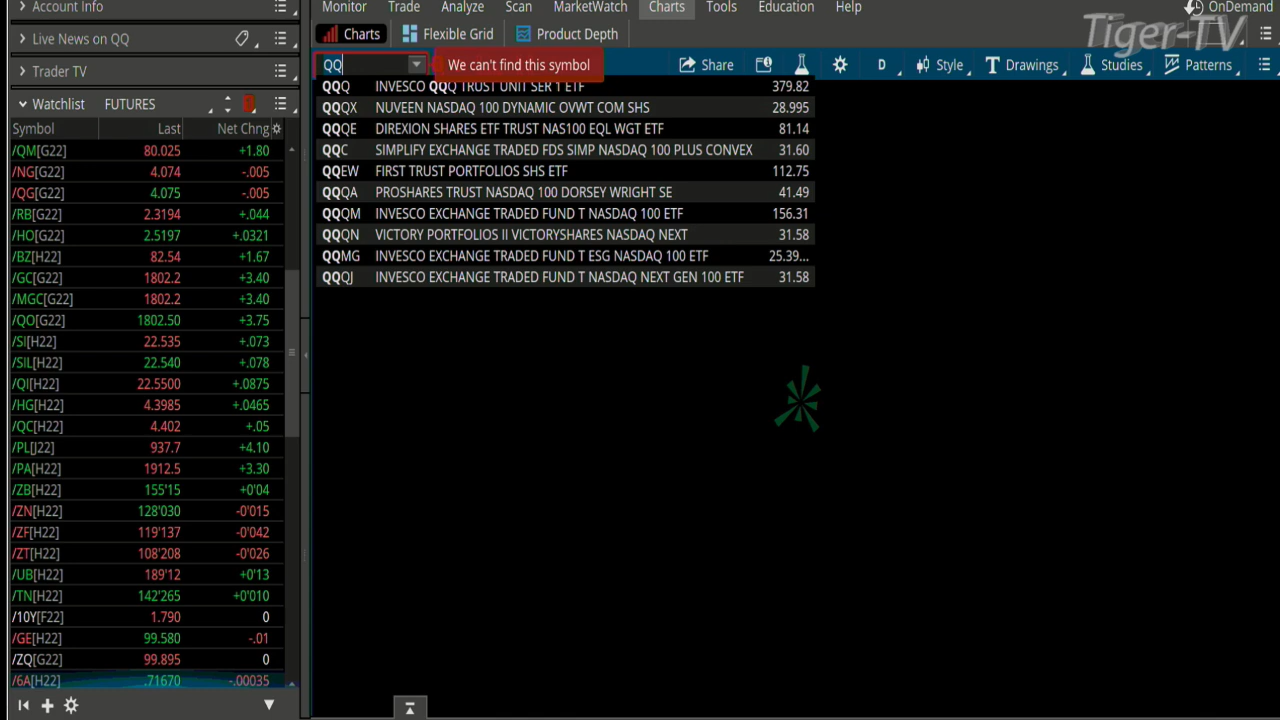 Account Info
Live News on QQ
Trader TV
Watchlist FUTURES
Symbol Last Net Chng
/QM[G22] 80.025 +1.80
/NG[G22] 4.074 -.005
/QG[G22] 4.075 -.005
/RB[G22] 2.3194 +.044
/HO[G22] 2.5197 +.0321
/BZ[H22] 82.54 +1.67
/GC[G22] 1802.2 +3.40
/MGC[G22] 1802.2 +3.40
/QO[G22] 1802.50 +3.75
/SI[H22] 22.535 +.073
/SIL[H22] 22.540 +.078
/QI[H22] 22.5500 +.0875
/HG[H22] 4.3985 +.0465
/QC[H22] 4.402 +.05
/PL[J22] 937.7 +4.10
/PA[H22] 1912.5 +3.30
/ZB[H22] 155'15 +0'04
/ZN[H22] 128'030 -0'015
/ZF[H22] 119'137 -0'042
/ZT[H22] 108'208 -0'026
/UB[H22] 189'12 +0'13
/TN[H22] 142'265 +0'010
/10Y[F22] 1.790 0
/GE[H22] 99.580 -.01
/ZQ[G22] 99.895 0
/6A[H22] .71670 -.00035
Monitor Trade Analyze Scan MarketWatch Charts Tools Education Help
OnDemand
Tiger-TV
Charts Flexible Grid Product Depth
QQ We can't find this symbol Share D Style Drawings Studies Patterns
QQQ INVESCO QQQ TRUST UNIT SER 1 ETF 379.82
QQQX NUVEEN NASDAQ 100 DYNAMIC OVWT COM SHS 28.995
QQQE DIREXION SHARES ETF TRUST NAS100 EQL WGT ETF 81.14
QQC SIMPLIFY EXCHANGE TRADED FDS SIMP NASDAQ 100 PLUS CONVEX 31.60
QQEW FIRST TRUST PORTFOLIOS SHS ETF 112.75
QQQA PROSHARES TRUST NASDAQ 100 DORSEY WRIGHT SE 41.49
QQQM INVESCO EXCHANGE TRADED FUND T NASDAQ 100 ETF 156.31
QQQN VICTORY PORTFOLIOS II VICTORYSHARES NASDAQ NEXT 31.58
QQMG INVESCO EXCHANGE TRADED FUND T ESG NASDAQ 100 ETF 25.39...
QQQJ INVESCO EXCHANGE TRADED FUND T NASDAQ NEXT GEN 100 ETF 31.58